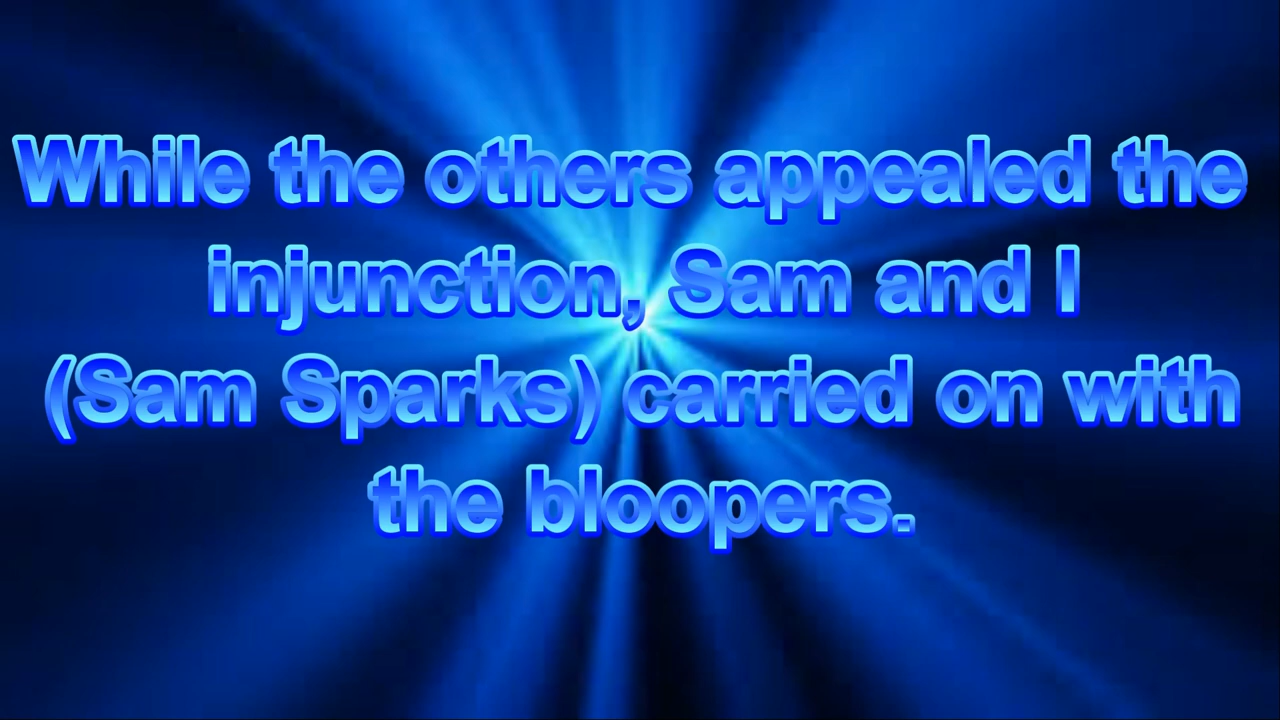 While the others appealed the
injunction, Sam and I
(Sam Sparks) carried on with
the bloopers.